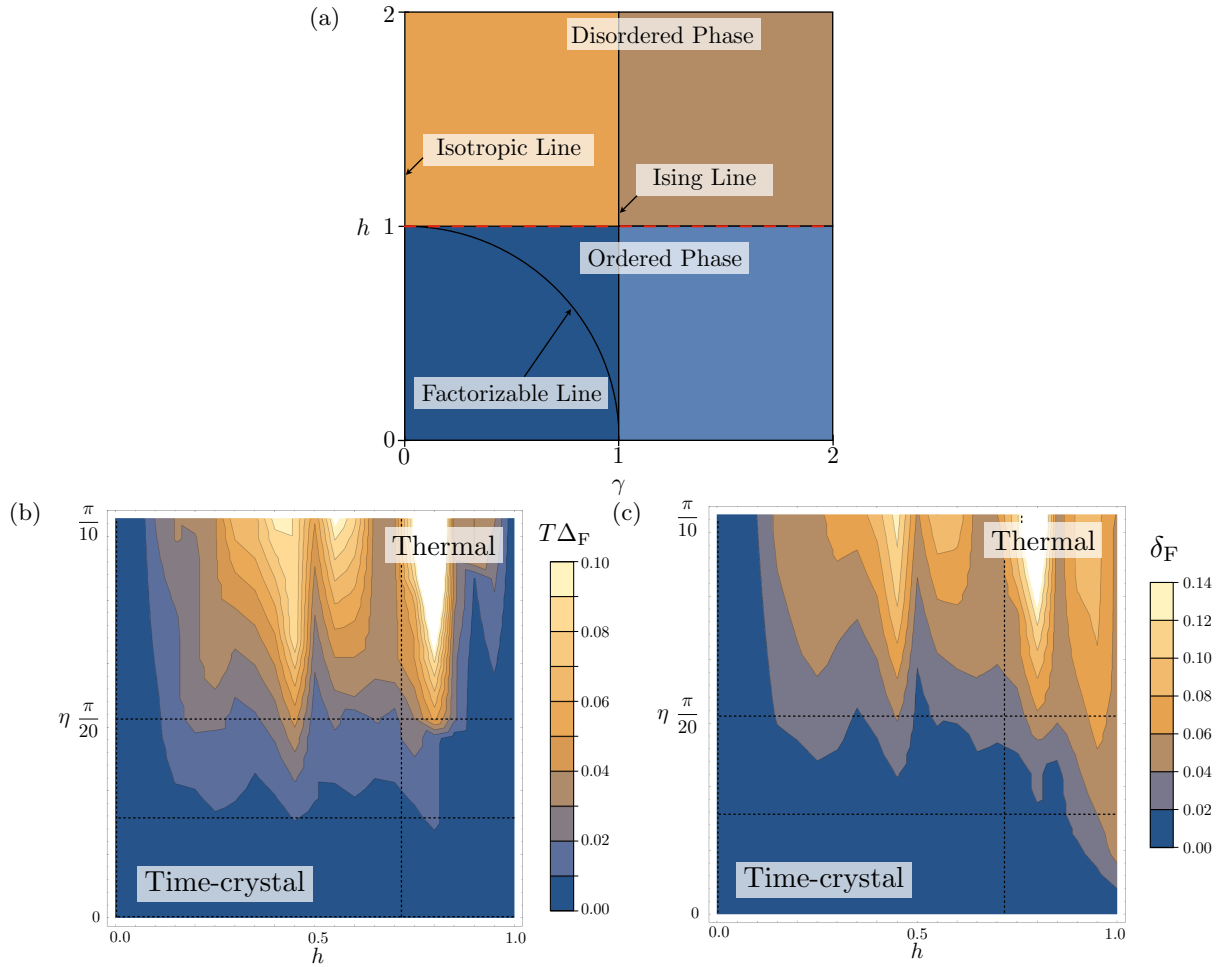 (a)
2
Disordered Phase
Isotropic Line
Ising Line
h
1
Ordered Phase
Factorizable Line
0
0
1
2
γ
(b)
π
10
Thermal
η π
20
Time-crystal
0
0.0
0.5
1.0
h
TΔF
0.10
0.08
0.06
0.04
0.02
0.00
(c)
π
10
Thermal
η π
20
Time-crystal
0
0.0
0.5
1.0
h
δF
0.14
0.12
0.10
0.08
0.06
0.04
0.02
0.00